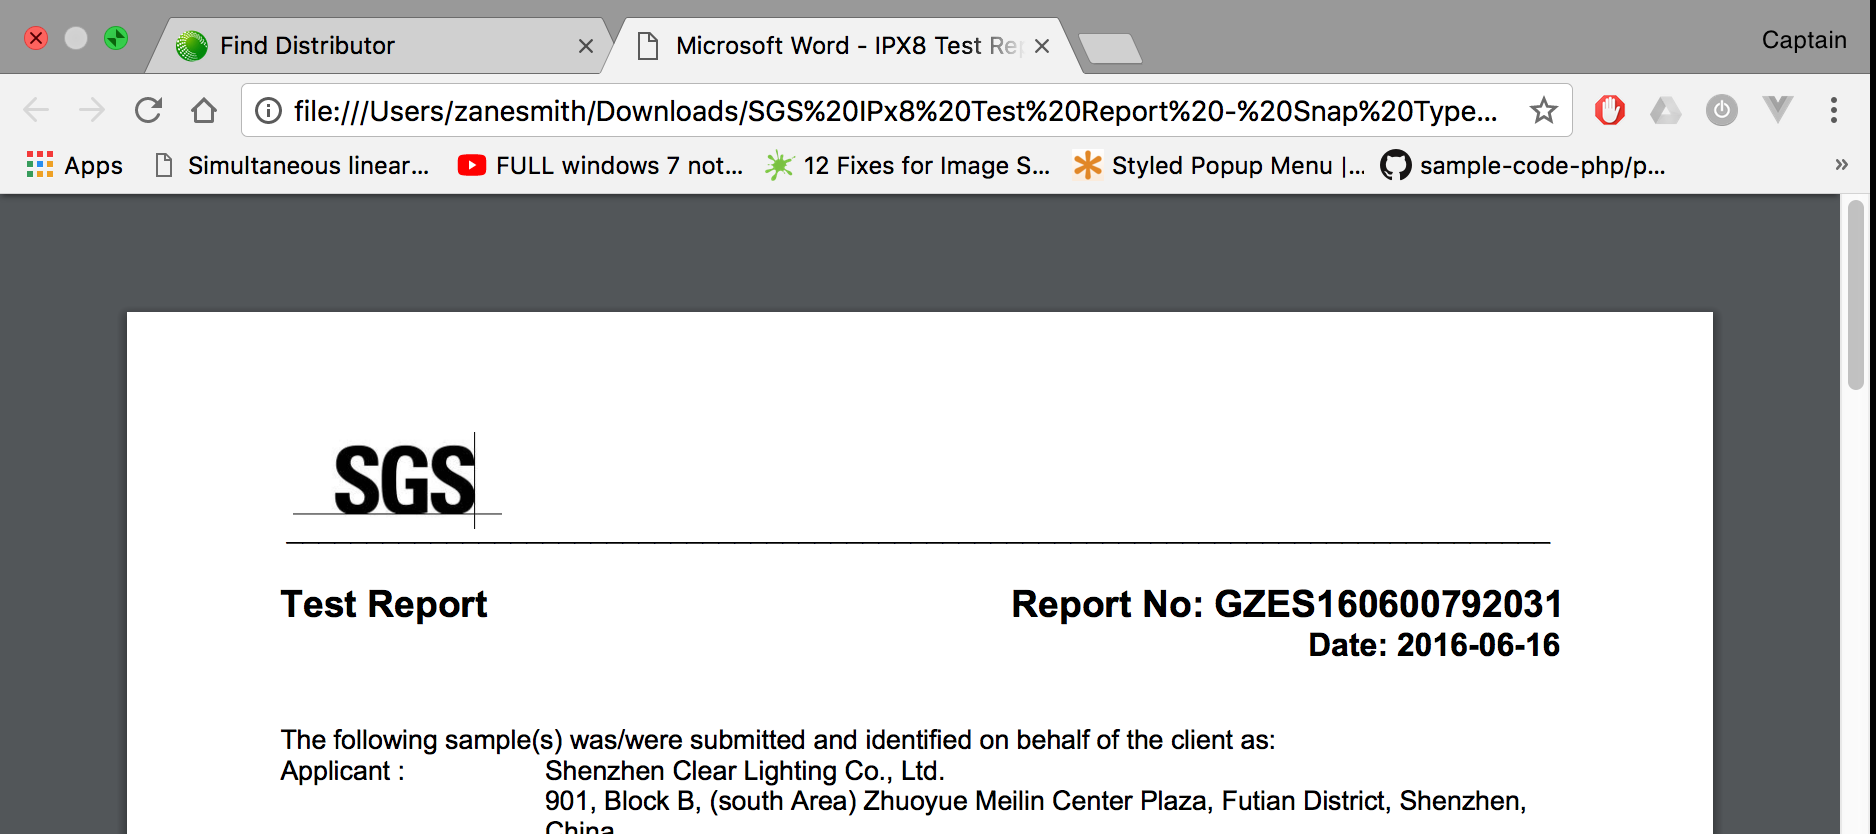 Find Distributor
Microsoft Word - IPX8 Test Rep
Captain
file:///Users/zanesmith/Downloads/SGS%20IPx8%20Test%20Report%20-%20Snap%20Type...
Apps
Simultaneous linear...
FULL windows 7 not...
12 Fixes for Image S...
Styled Popup Menu |...
sample-code-php/p...
»
SGS
Test Report
Report No: GZES160600792031
Date: 2016-06-16
The following sample(s) was/were submitted and identified on behalf of the client as:
Applicant : Shenzhen Clear Lighting Co., Ltd.
901, Block B, (south Area) Zhuoyue Meilin Center Plaza, Futian District, Shenzhen,
China